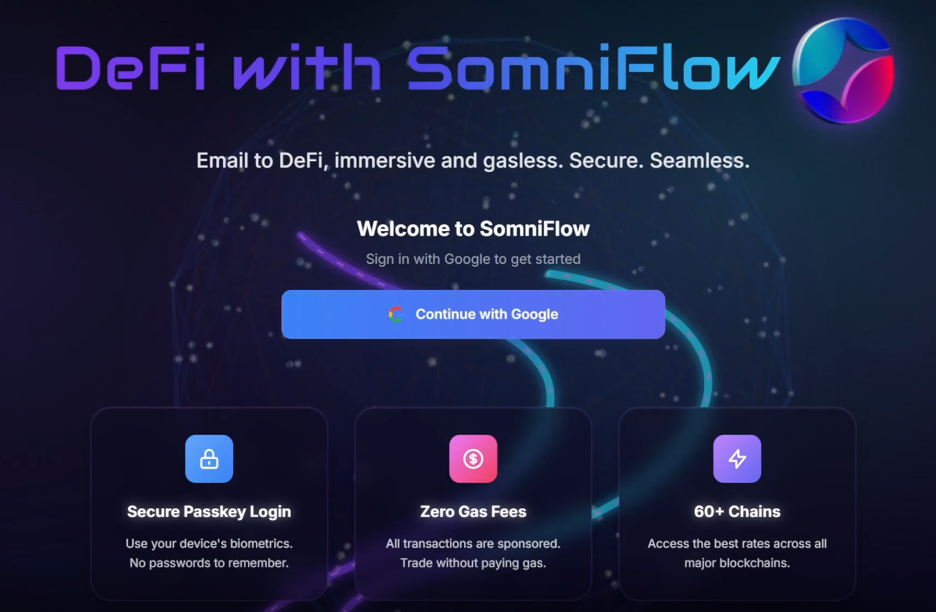 DeFi with SomniFlow
Email to DeFi, immersive and gasless. Secure. Seamless.
Welcome to SomniFlow
Sign in with Google to get started
Continue with Google
Secure Passkey Login
Use your device's biometrics.
No passwords to remember.
Zero Gas Fees
All transactions are sponsored.
Trade without paying gas.
60+ Chains
Access the best rates across all
major blockchains.